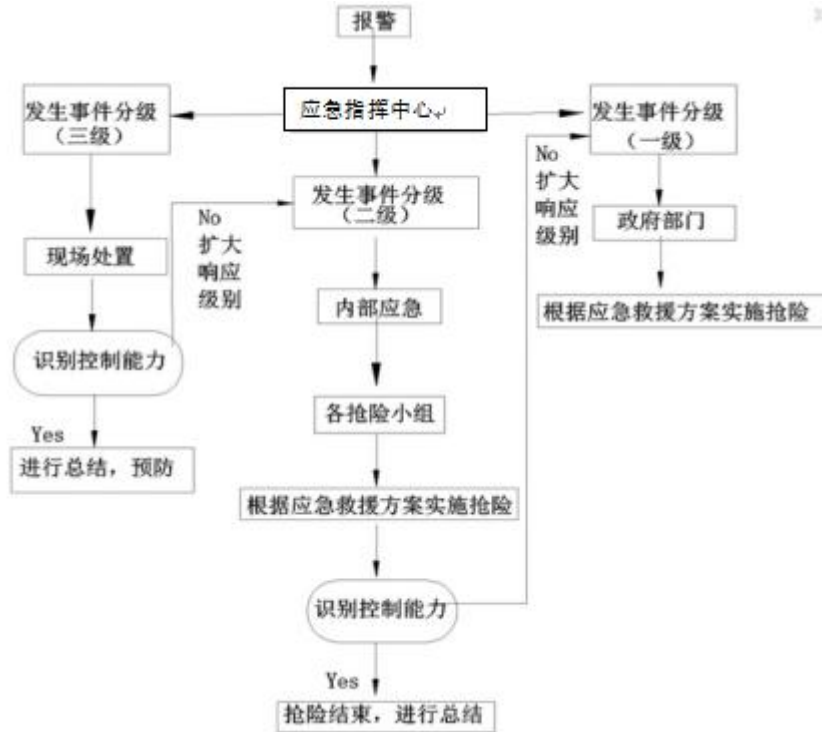 报警
应急指挥中心
发生事件分级
（三级）
发生事件分级
（一级）
发生事件分级
（二级）
No
扩大
响应
级别
No
扩大
响应
级别
现场处置
政府部门
内部应急
根据应急救援方案实施抢险
识别控制能力
各抢险小组
Yes
进行总结，预防
根据应急救援方案实施抢险
识别控制能力
Yes
抢险结束，进行总结